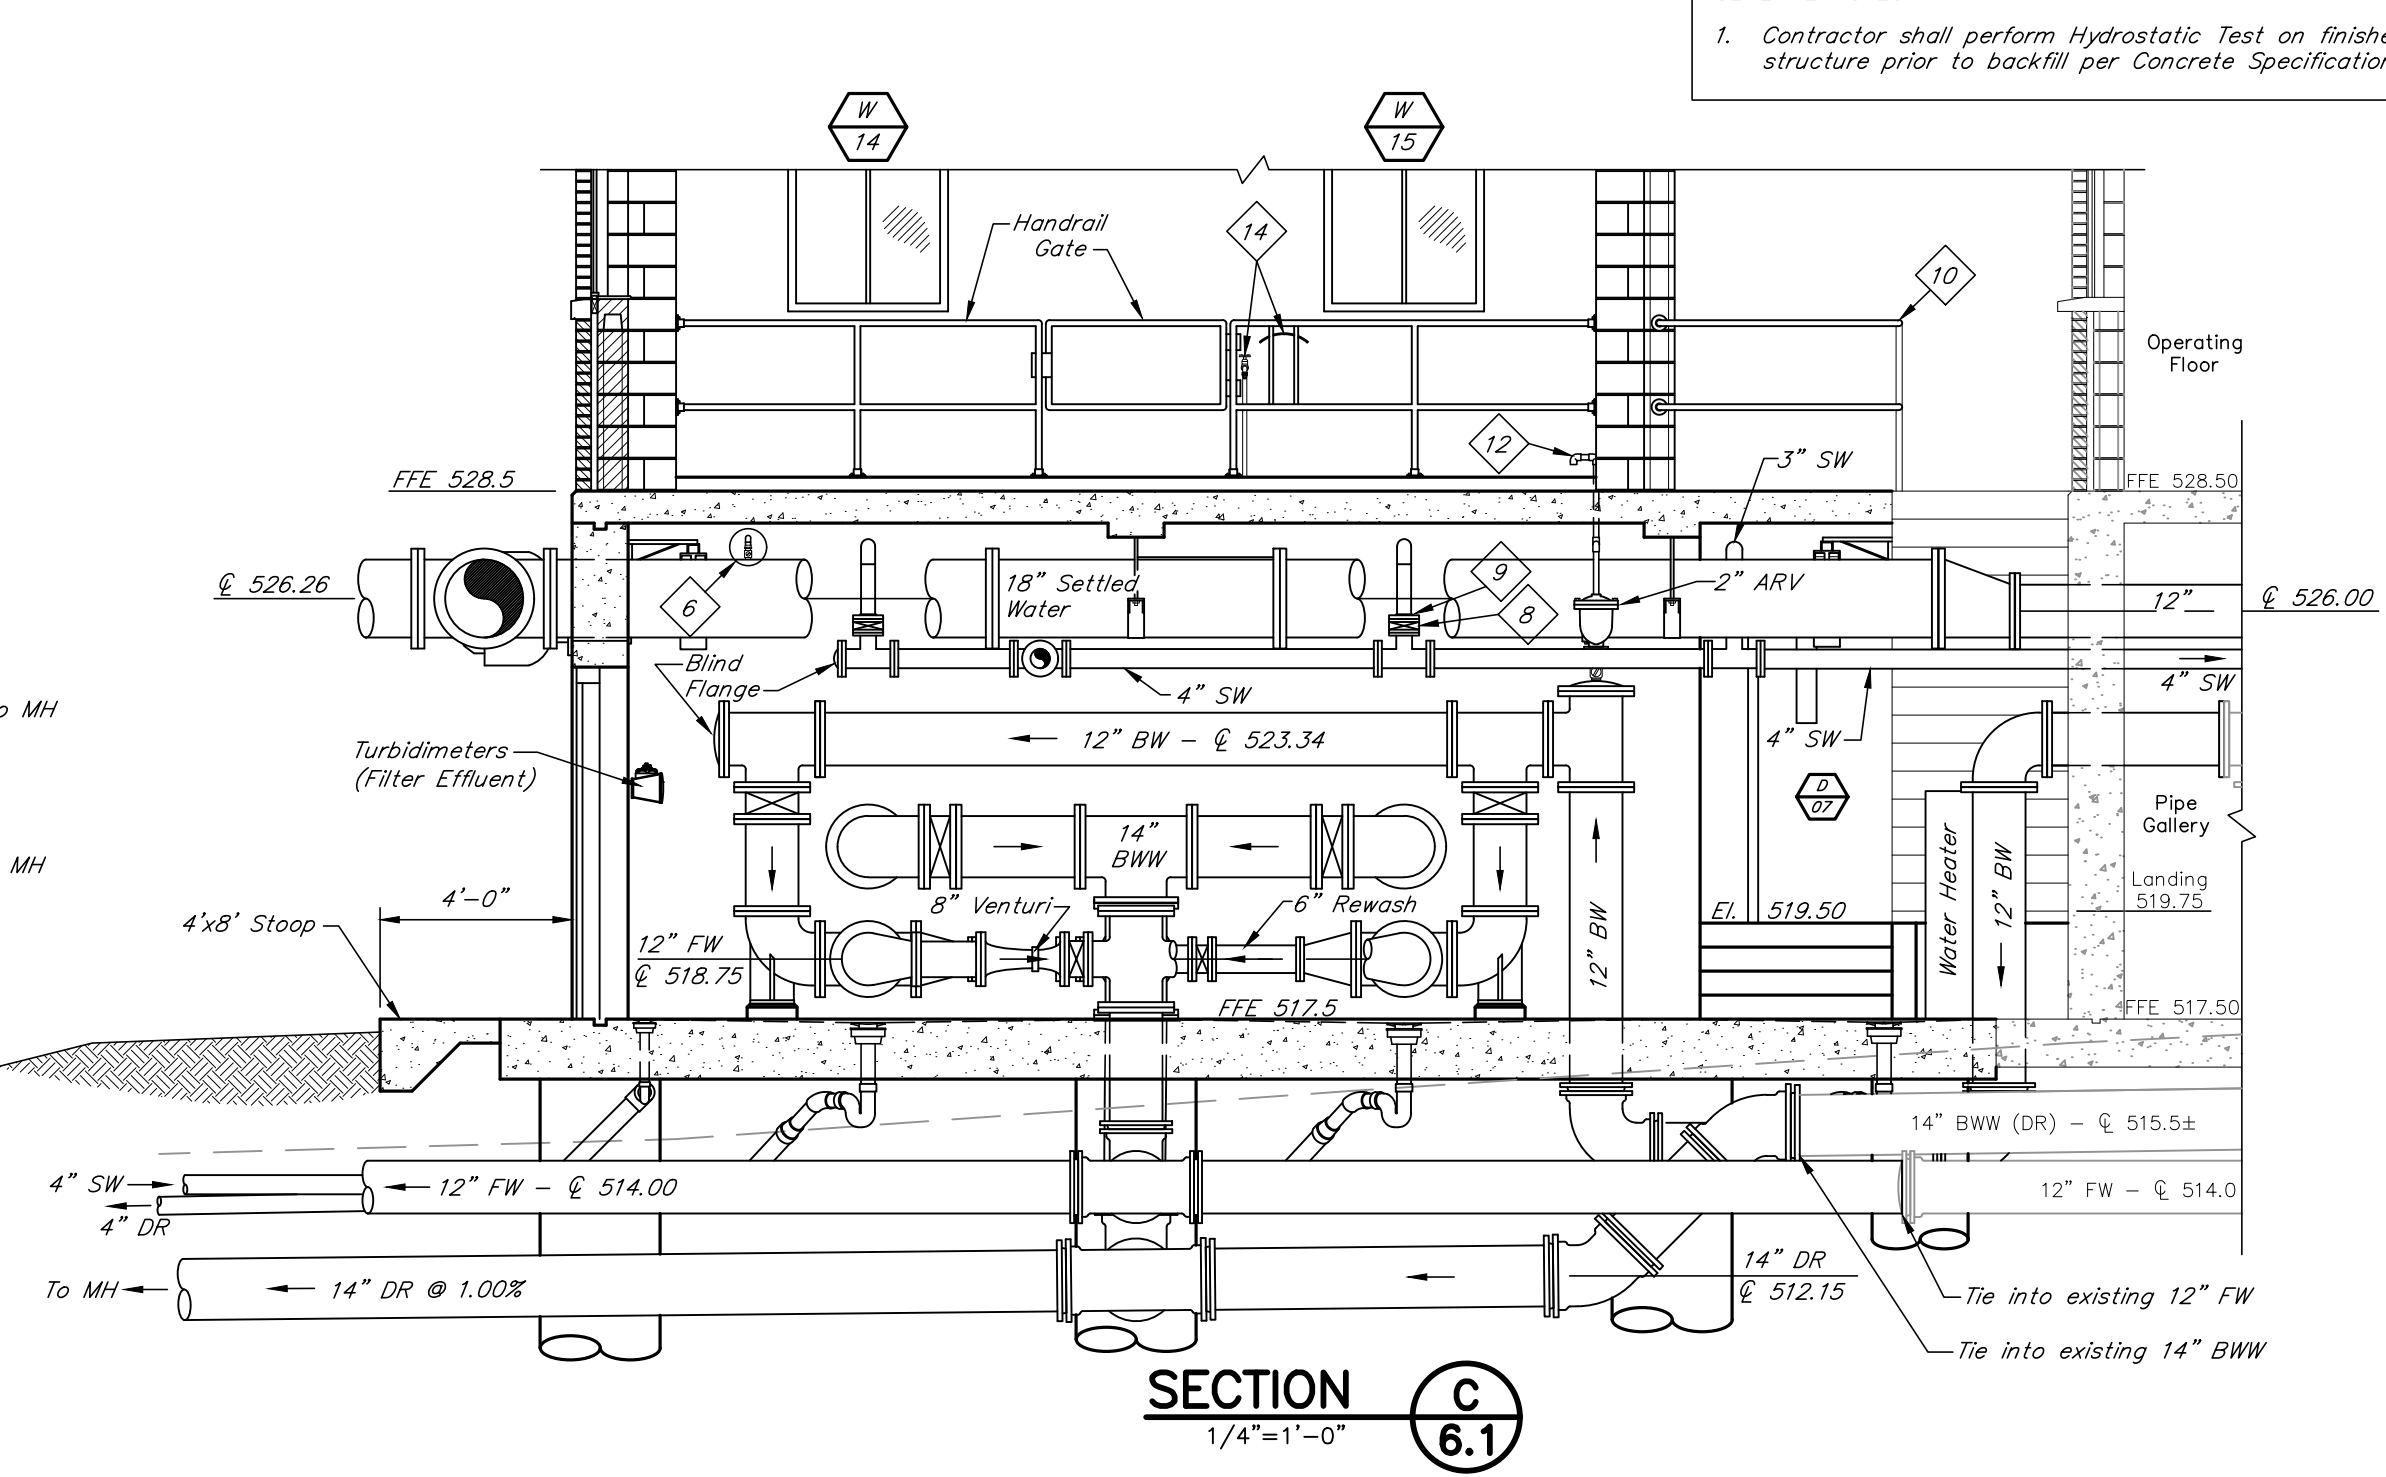 1. Contractor shall perform Hydrostatic Test on finishe
structure prior to backfill per Concrete Specification
W
14
W
15
Handrail
Gate
14
10
Operating
Floor
12
3" SW
FFE 528.5
FFE 528.50
6
18" Settled
Water
9
8
2" ARV
℄ 526.26
12"
℄ 526.00
Blind
Flange
4" SW
4" SW
4" SW
o MH
12" BW - ℄ 523.34
Turbidimeters
(Filter Effluent)
D
07
Pipe
Gallery
14"
BWW
MH
4'-0"
8" Venturi
6" Rewash
Landing
519.75
4'x8' Stoop
El. 519.50
12" FW
℄ 518.75
12" BW
Water Heater
12" BW
FFE 517.5
FFE 517.50
14" BWW (DR) - ℄ 515.5±
4" SW
12" FW - ℄ 514.00
12" FW - ℄ 514.0
4" DR
To MH
14" DR @ 1.00%
14" DR
℄ 512.15
Tie into existing 12" FW
Tie into existing 14" BWW
SECTION
1/4"=1'-0"
C
6.1